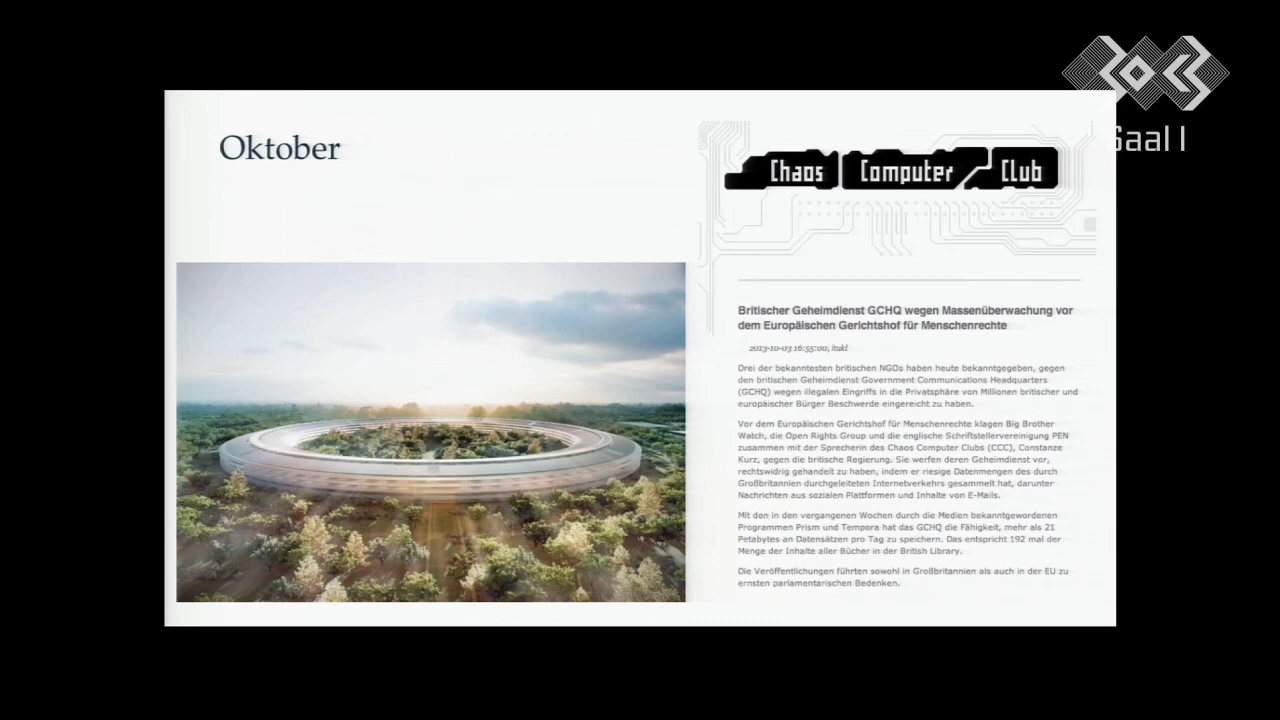 Saal 1
Oktober
Chaos Computer Club
Britischer Geheimdienst GCHQ wegen Massenüberwachung vor
dem Europäischen Gerichtshof für Menschenrechte
2013-10-03 16:55:00, hukl
Drei der bekanntesten britischen NGOs haben heute bekanntgegeben, gegen
den britischen Geheimdienst Government Communications Headquarters
(GCHQ) wegen illegalen Eingriffs in die Privatsphäre von Millionen britischer und
europäischer Bürger Beschwerde eingereicht zu haben.
Vor dem Europäischen Gerichtshof für Menschenrechte klagen Big Brother
Watch, die Open Rights Group und die englische Schriftstellervereinigung PEN
zusammen mit der Sprecherin des Chaos Computer Clubs (CCC), Constanze
Kurz, gegen die britische Regierung. Sie werfen deren Geheimdienst vor,
rechtswidrig gehandelt zu haben, indem er riesige Datenmengen des durch
Großbritannien durchgeleiteten Internetverkehrs gesammelt hat, darunter
Nachrichten aus sozialen Plattformen und Inhalte von E-Mails.
Mit den in den vergangenen Wochen durch die Medien bekanntgewordenen
Programmen Prism und Tempora hat das GCHQ die Fähigkeit, mehr als 21
Petabytes an Datensätzen pro Tag zu speichern. Das entspricht 192 mal der
Menge der Inhalte aller Bücher in der British Library.
Die Veröffentlichungen führten sowohl in Großbritannien als auch in der EU zu
ernsten parlamentarischen Bedenken.